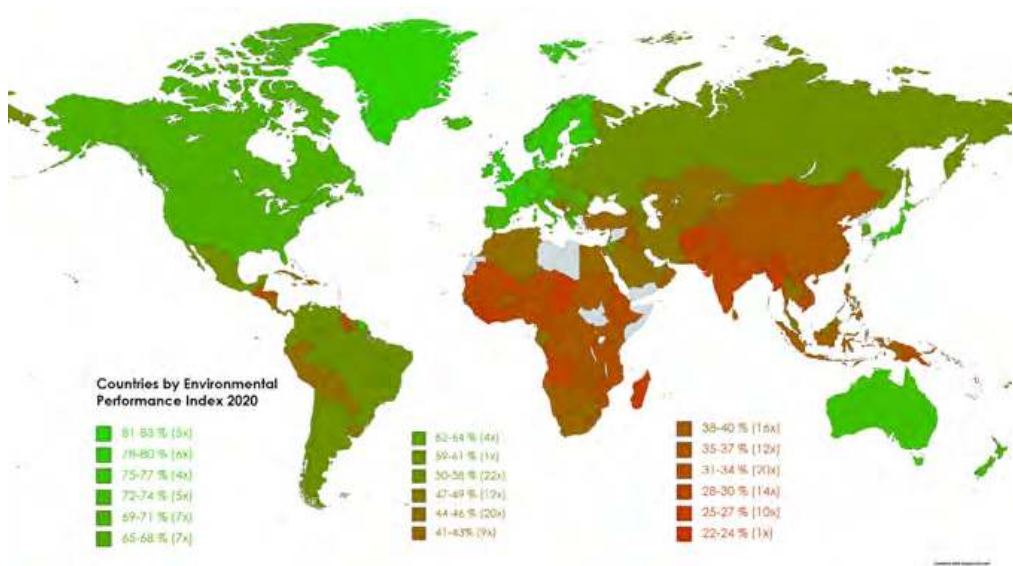 Countries by Environmental
Performance Index 2020
81-83 % (5x)
78-80 % (6x)
75-77 % (4x)
72-74 % (5x)
69-71 % (7x)
65-68 % (7x)
62-64 % (4x)
59-61 % (1x)
50-58 % (22x)
47-49 % (12x)
44-46 % (20x)
41-43% (9x)
38-40 % (16x)
35-37 % (12x)
31-34 % (20x)
28-30 % (14x)
25-27 % (10x)
22-24 % (1x)